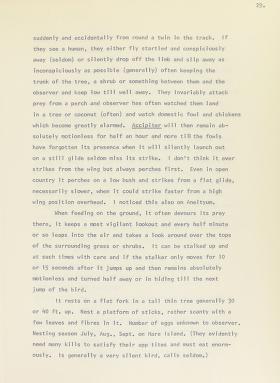 29.
suddenly and accidentally from round a twin in the track. If
they see a human, they either fly startled and conspiciously
away (seldom) or silently drop off the limb and slip away as
inconspiciously as possible (generally) often keeping the
trunk of the tree, a shrub or something between them and the
observer and keep low till well away. They invariably attack
prey from a perch and observer has often watched them land
in a tree or coconut (often) and watch domestic foul and chickens
which become greatly alarmed. Accipiter will then remain ab-
solutely motionless for half an hour and more till the fowls
have forgotten its presence when it will silently launch out
on a still glide seldom miss its strike. I don't think it ever
strikes from the wing but always perches first. Even in open
country it perches on a low bush and strikes from a flat glide,
necessarily slower, when it could strike faster from a high
wing position overhead. I noticed this also on Aneityum.
When feeding on the ground, it often devours its prey
there, it keeps a most vigilant lookout and every half minute
or so leaps into the air and takes a look around over the tops
of the surrounding grass or shrubs. It can be stalked up and
at such times with care and if the stalker only moves for 10
or 15 seconds after it jumps up and then remains absolutely
motionless and turned half away or in hiding till the next
jump of the bird.
It rests on a flat fork in a tall thin tree generally 30
or 40 ft. up. Nest a platform of sticks, rather scanty with a
few leaves and fibres in it. Number of eggs unknown to observer.
Nesting season July, Aug., Sept. on Mare Island. (They evidently
need many kills to satisfy their app tites and must eat enorm-
ously. Is generally a very silent bird, calls seldom.)